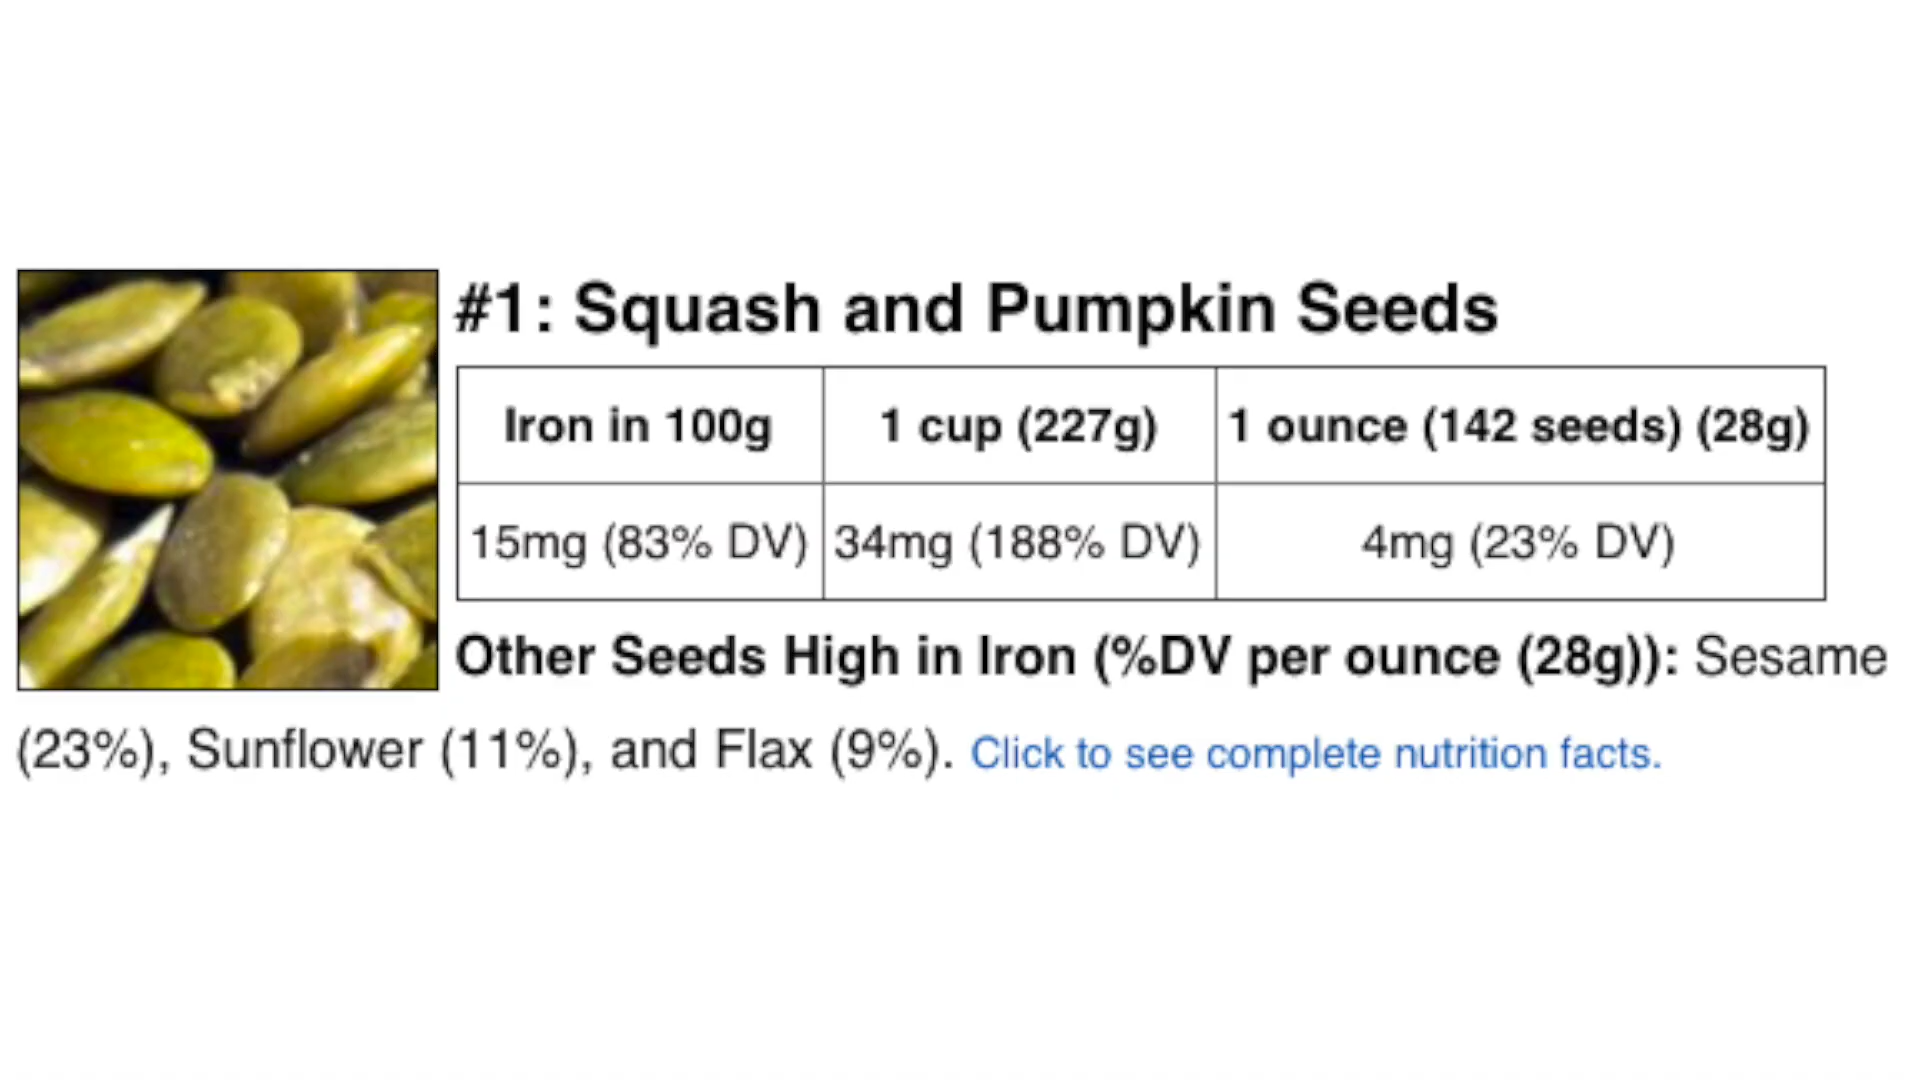 #1: Squash and Pumpkin Seeds
Iron in 100g 1 cup (227g) 1 ounce (142 seeds) (28g)
15mg (83% DV) 34mg (188% DV) 4mg (23% DV)
Other Seeds High in Iron (%DV per ounce (28g)): Sesame
(23%), Sunflower (11%), and Flax (9%). Click to see complete nutrition facts.